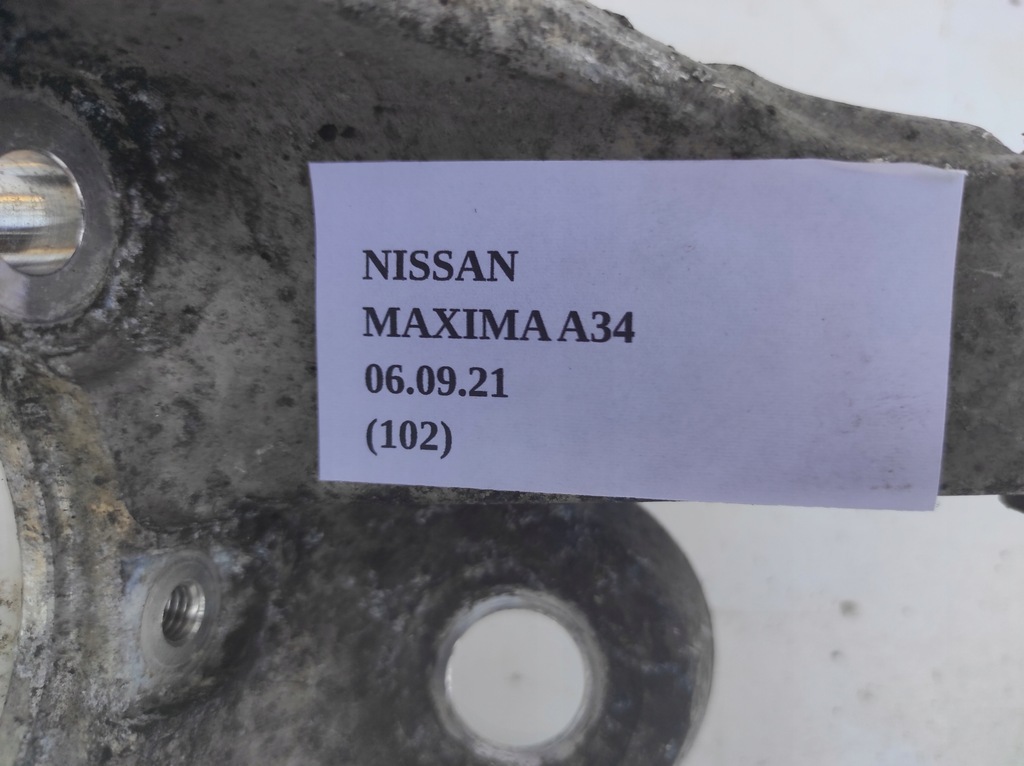 NISSAN
MAXIMA A34
06.09.21
(102)